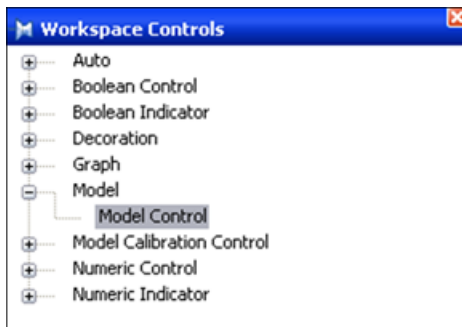 Workspace Controls
Auto
Boolean Control
Boolean Indicator
Decoration
Graph
Model
Model Control
Model Calibration Control
Numeric Control
Numeric Indicator